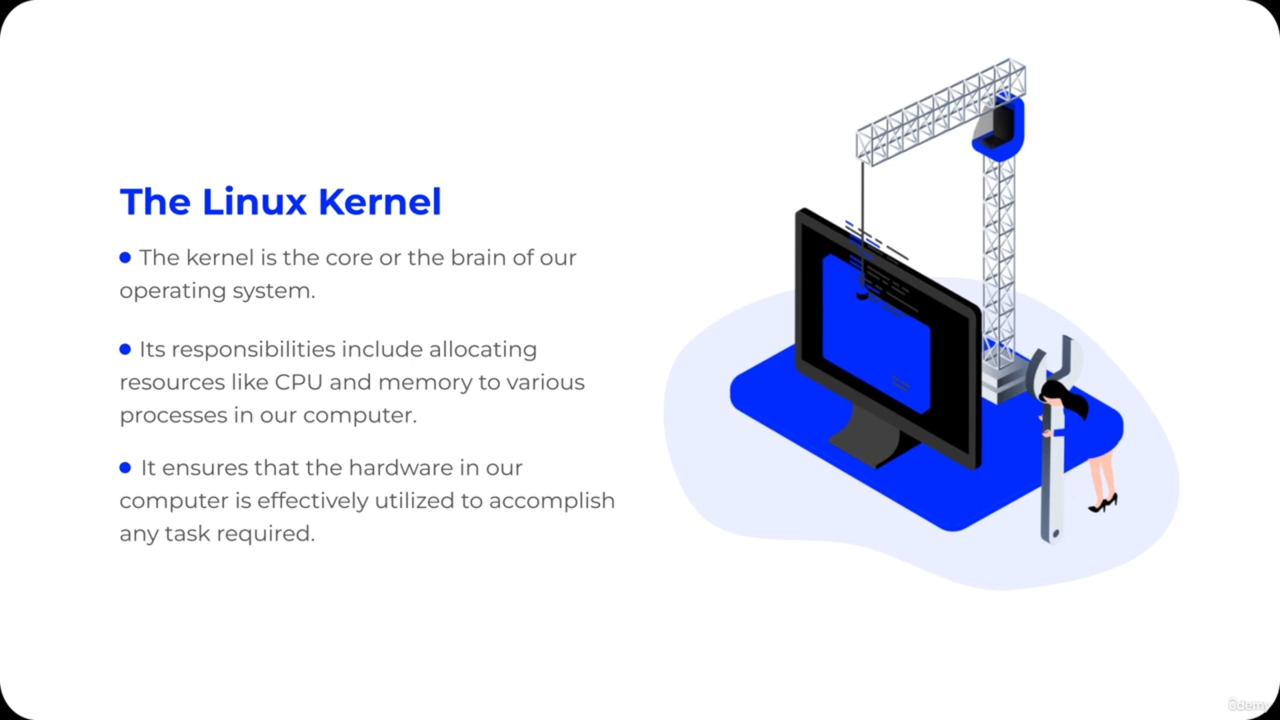 The Linux Kernel
● The kernel is the core or the brain of our
operating system.
● Its responsibilities include allocating
resources like CPU and memory to various
processes in our computer.
● It ensures that the hardware in our
computer is effectively utilized to accomplish
any task required.
ûdemy